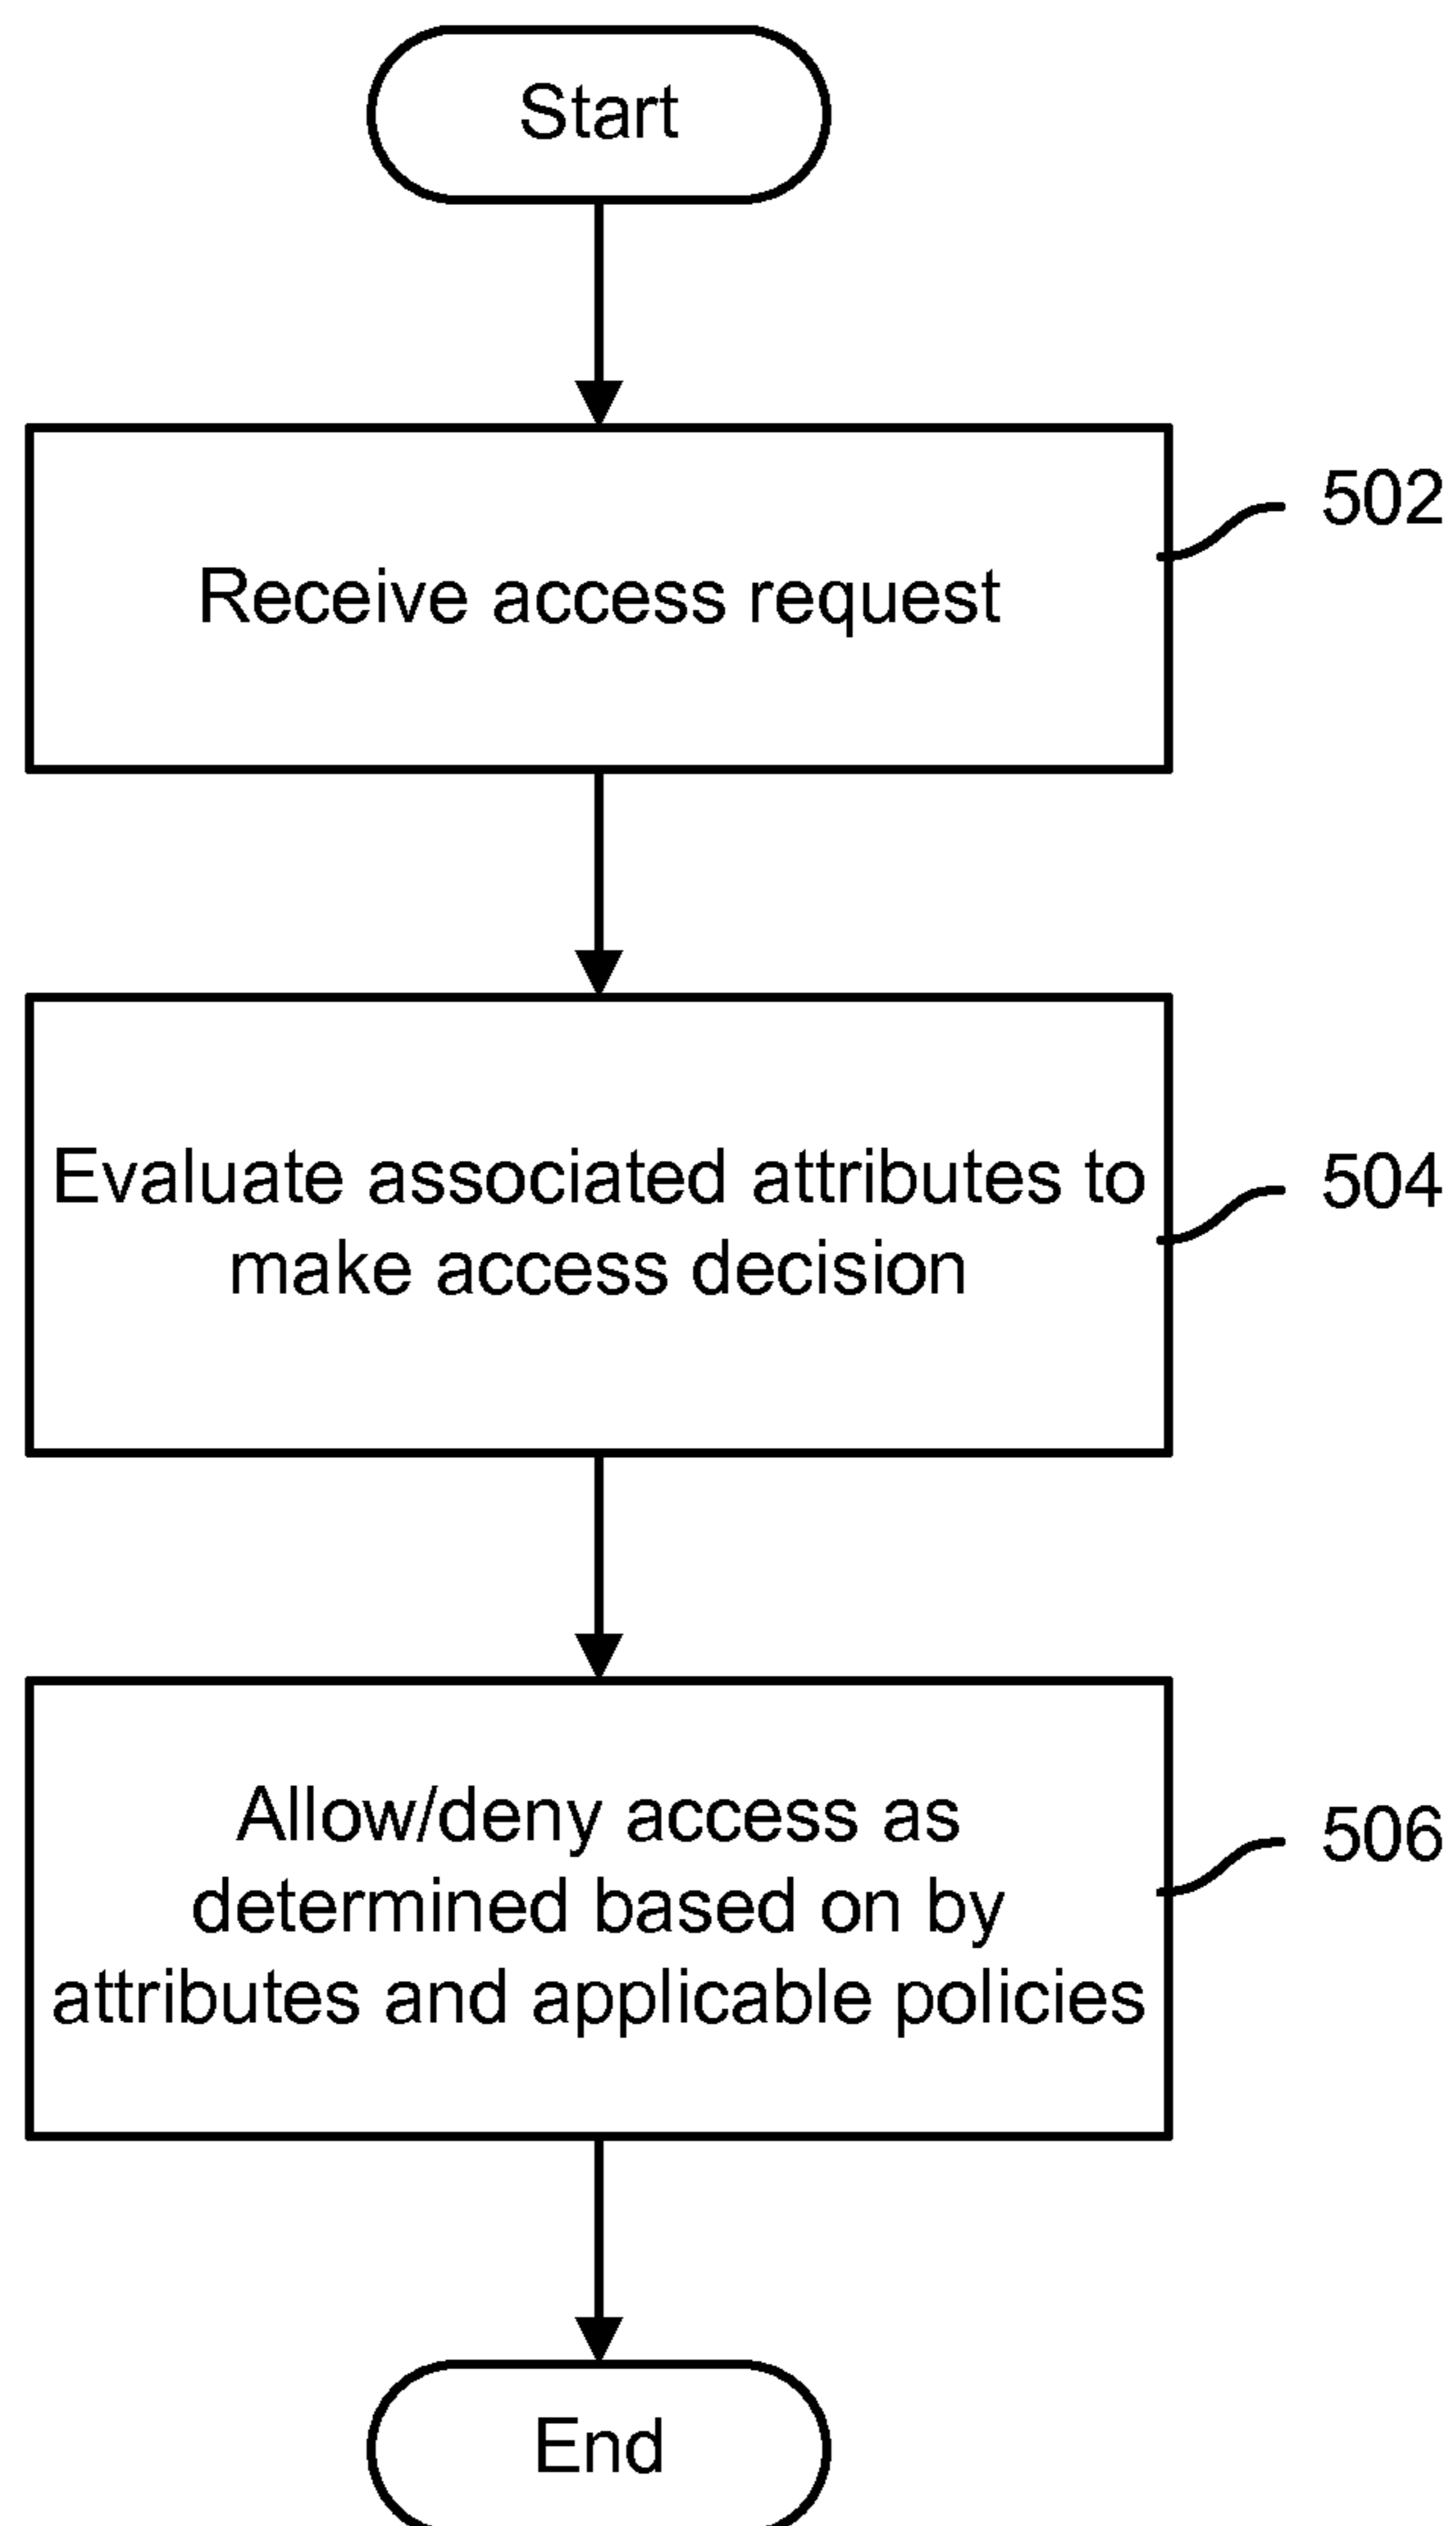 Start
502
Receive access request
504
Evaluate associated attributes to
make access decision
506
Allow/deny access as
determined based on by
attributes and applicable policies
End